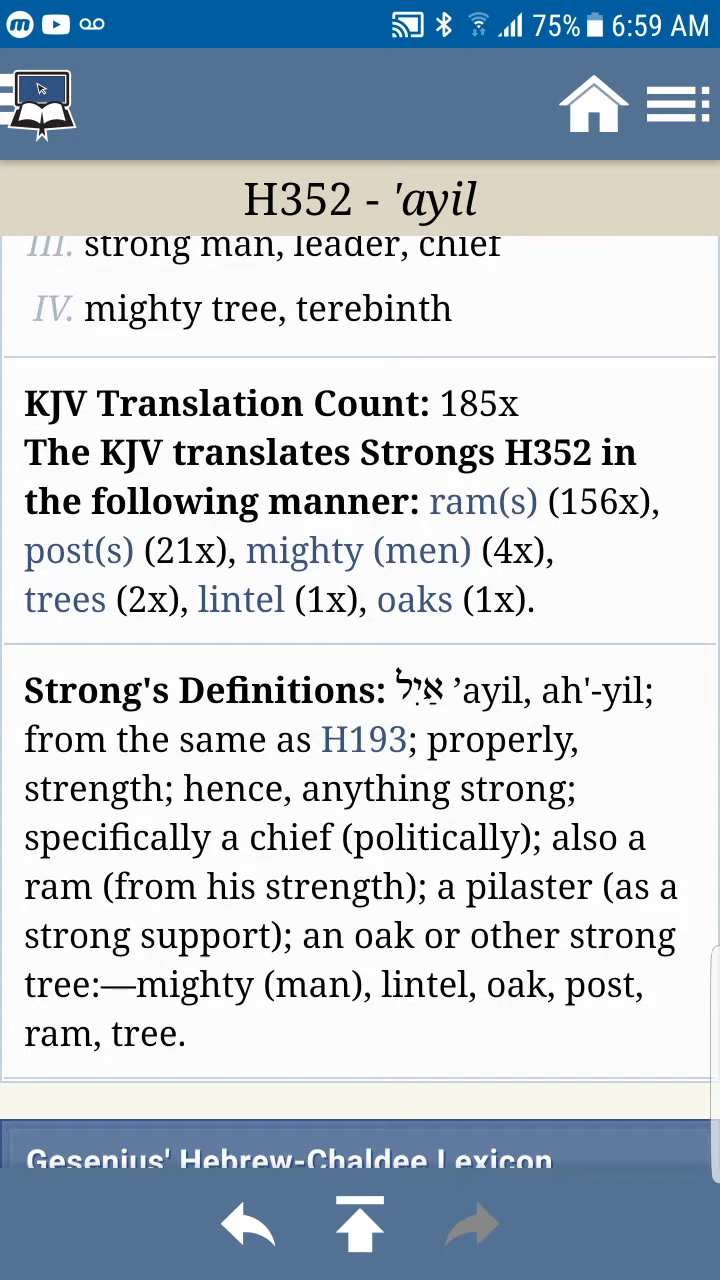 75% 6:59 AM
H352 - 'ayil
III. strong man, leader, chief
IV. mighty tree, terebinth
KJV Translation Count: 185x
The KJV translates Strongs H352 in
the following manner: ram(s) (156x),
post(s) (21x), mighty (men) (4x),
trees (2x), lintel (1x), oaks (1x).
Strong's Definitions: אַיִל ʼayil, ah'-yil;
from the same as H193; properly,
strength; hence, anything strong;
specifically a chief (politically); also a
ram (from his strength); a pilaster (as a
strong support); an oak or other strong
tree:—mighty (man), lintel, oak, post,
ram, tree.
Gesenius' Hebrew-Chaldee Lexicon